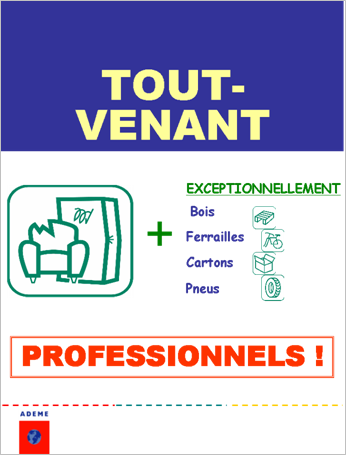 TOUT-
VENANT
EXCEPTIONNELLEMENT
Bois
+
Ferrailles
Cartons
Pneus
PROFESSIONNELS !
ADEME